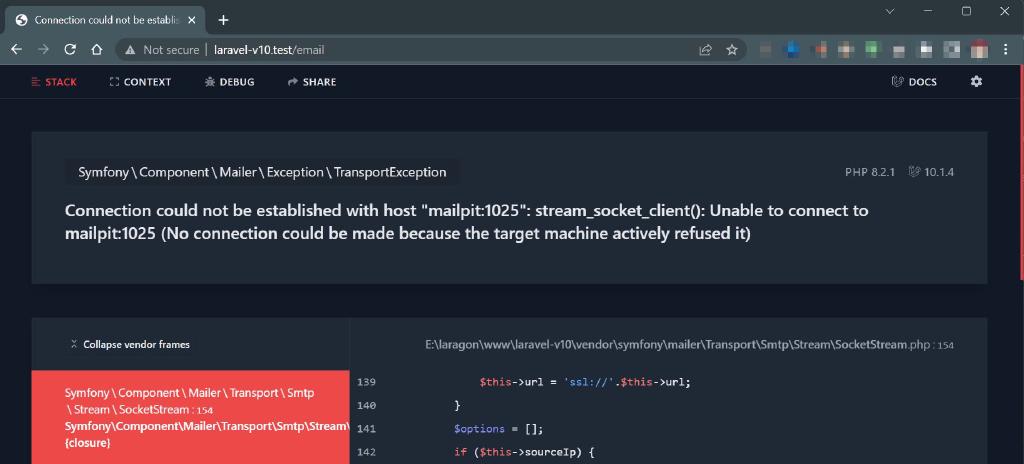 Connection could not be establis
Not secure | laravel-v10.test/email
STACK CONTEXT DEBUG SHARE DOCS
Symfony \ Component \ Mailer \ Exception \ TransportException PHP 8.2.1 10.1.4
Connection could not be established with host "mailpit:1025": stream_socket_client(): Unable to connect to
mailpit:1025 (No connection could be made because the target machine actively refused it)
Collapse vendor frames
E:\laragon\www\laravel-v10\vendor\symfony\mailer\Transport\Smtp\Stream\SocketStream.php : 154
Symfony \ Component \ Mailer \ Transport \ Smtp
\ Stream \ SocketStream : 154
Symfony\Component\Mailer\Transport\Smtp\Stream\
{closure}
139 $this->url = 'ssl://'.$this->url;
140 }
141 $options = [];
142 if ($this->sourceIp) {